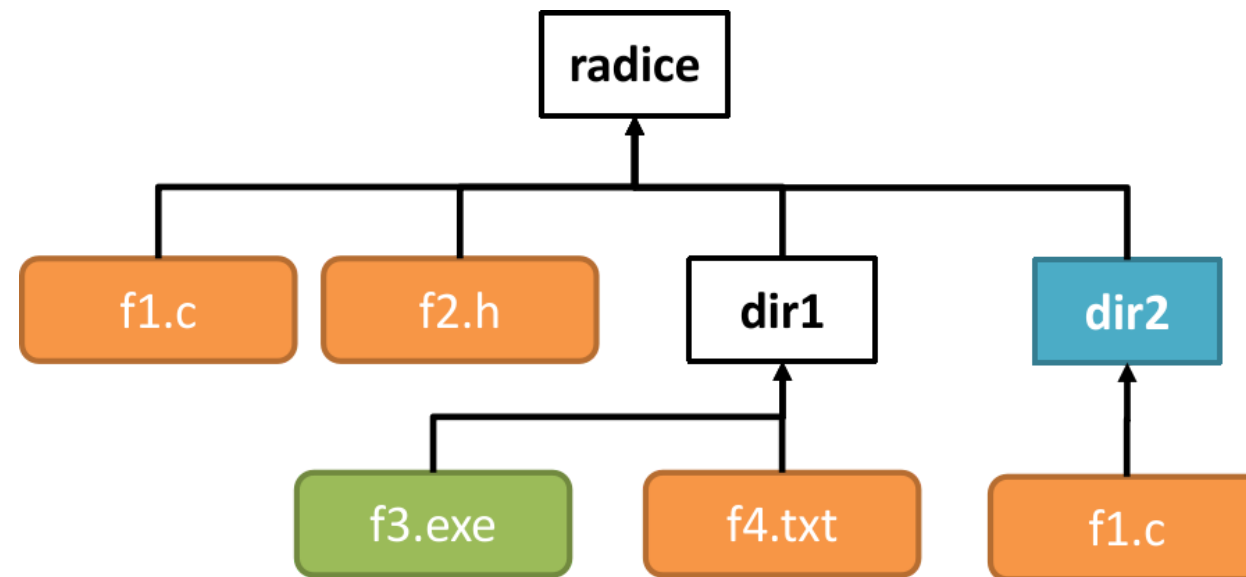 radice
f1.c
f2.h
dir1
dir2
f3.exe
f4.txt
f1.c